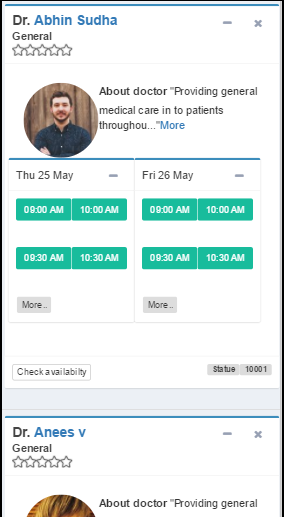 Dr. Abhin Sudha
General
About doctor "Providing general
medical care in to patients
throughou..."More
Thu 25 May
Fri 26 May
09:00 AM 10:00 AM
09:00 AM 10:00 AM
09:30 AM 10:30 AM
09:30 AM 10:30 AM
More..
More..
Check availabilty
Statue 10001
Dr. Anees v
General
About doctor "Providing general